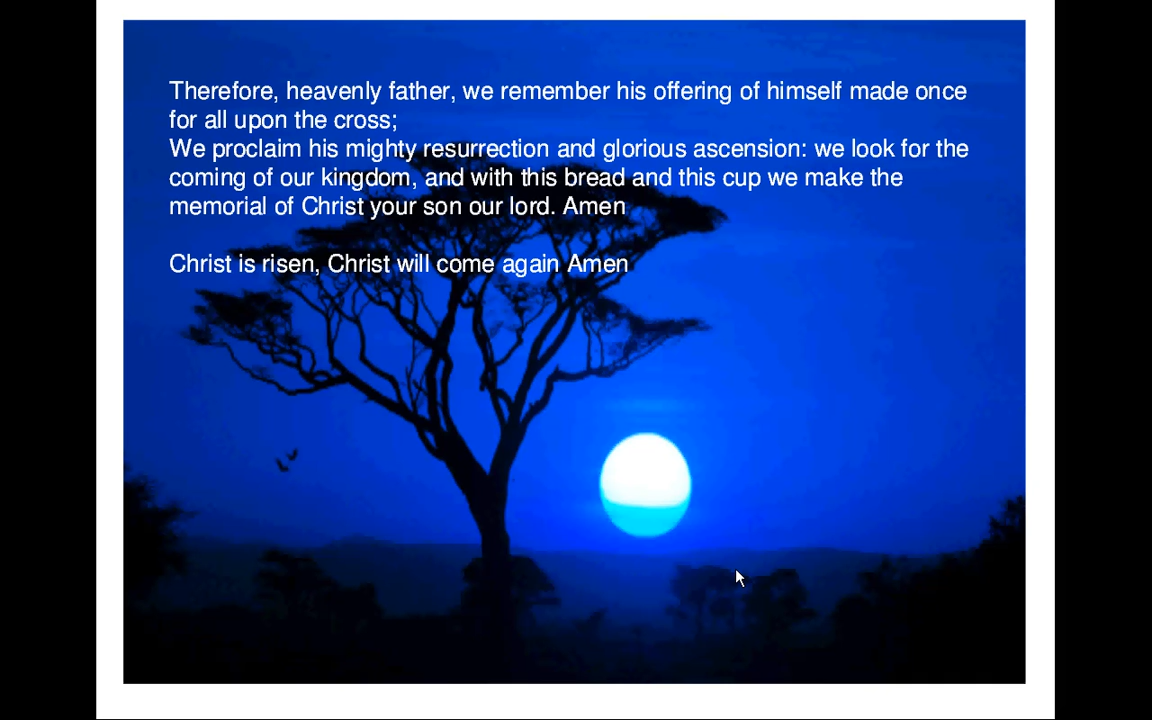 Therefore, heavenly father, we remember his offering of himself made once
for all upon the cross;
We proclaim his mighty resurrection and glorious ascension: we look for the
coming of our kingdom, and with this bread and this cup we make the
memorial of Christ your son our lord. Amen
Christ is risen, Christ will come again Amen